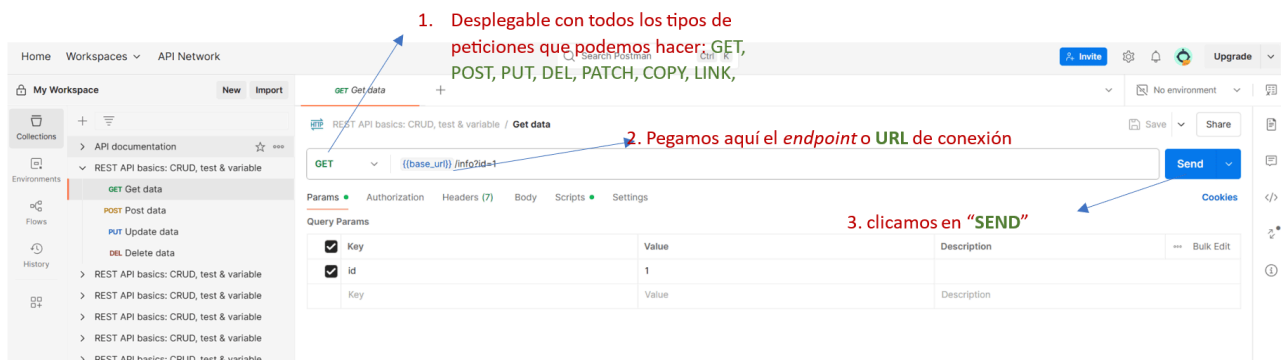 1. Desplegable con todos los tipos de
peticiones que podemos hacer: GET,
POST, PUT, DEL, PATCH, COPY, LINK,
Home Workspaces API Network Search Postman Ctrl K Invite Upgrade
My Workspace New Import GET Get data + No environment
Collections
Environments
Flows
History
API documentation
REST API basics: CRUD, test & variable
GET Get data
POST Post data
PUT Update data
DEL Delete data
REST API basics: CRUD, test & variable
REST API basics: CRUD, test & variable
REST API basics: CRUD, test & variable
REST API basics: CRUD, test & variable
REST API basics: CRUD, test & variable
HTTP REST API basics: CRUD, test & variable / Get data Save Share
2. Pegamos aquí el endpoint o URL de conexión
GET {{base_url}} /info?id=1 Send
Params Authorization Headers (7) Body Scripts Settings Cookies
Query Params
3. clicamos en “SEND”
Key Value Description Bulk Edit
id 1
Key Value Description